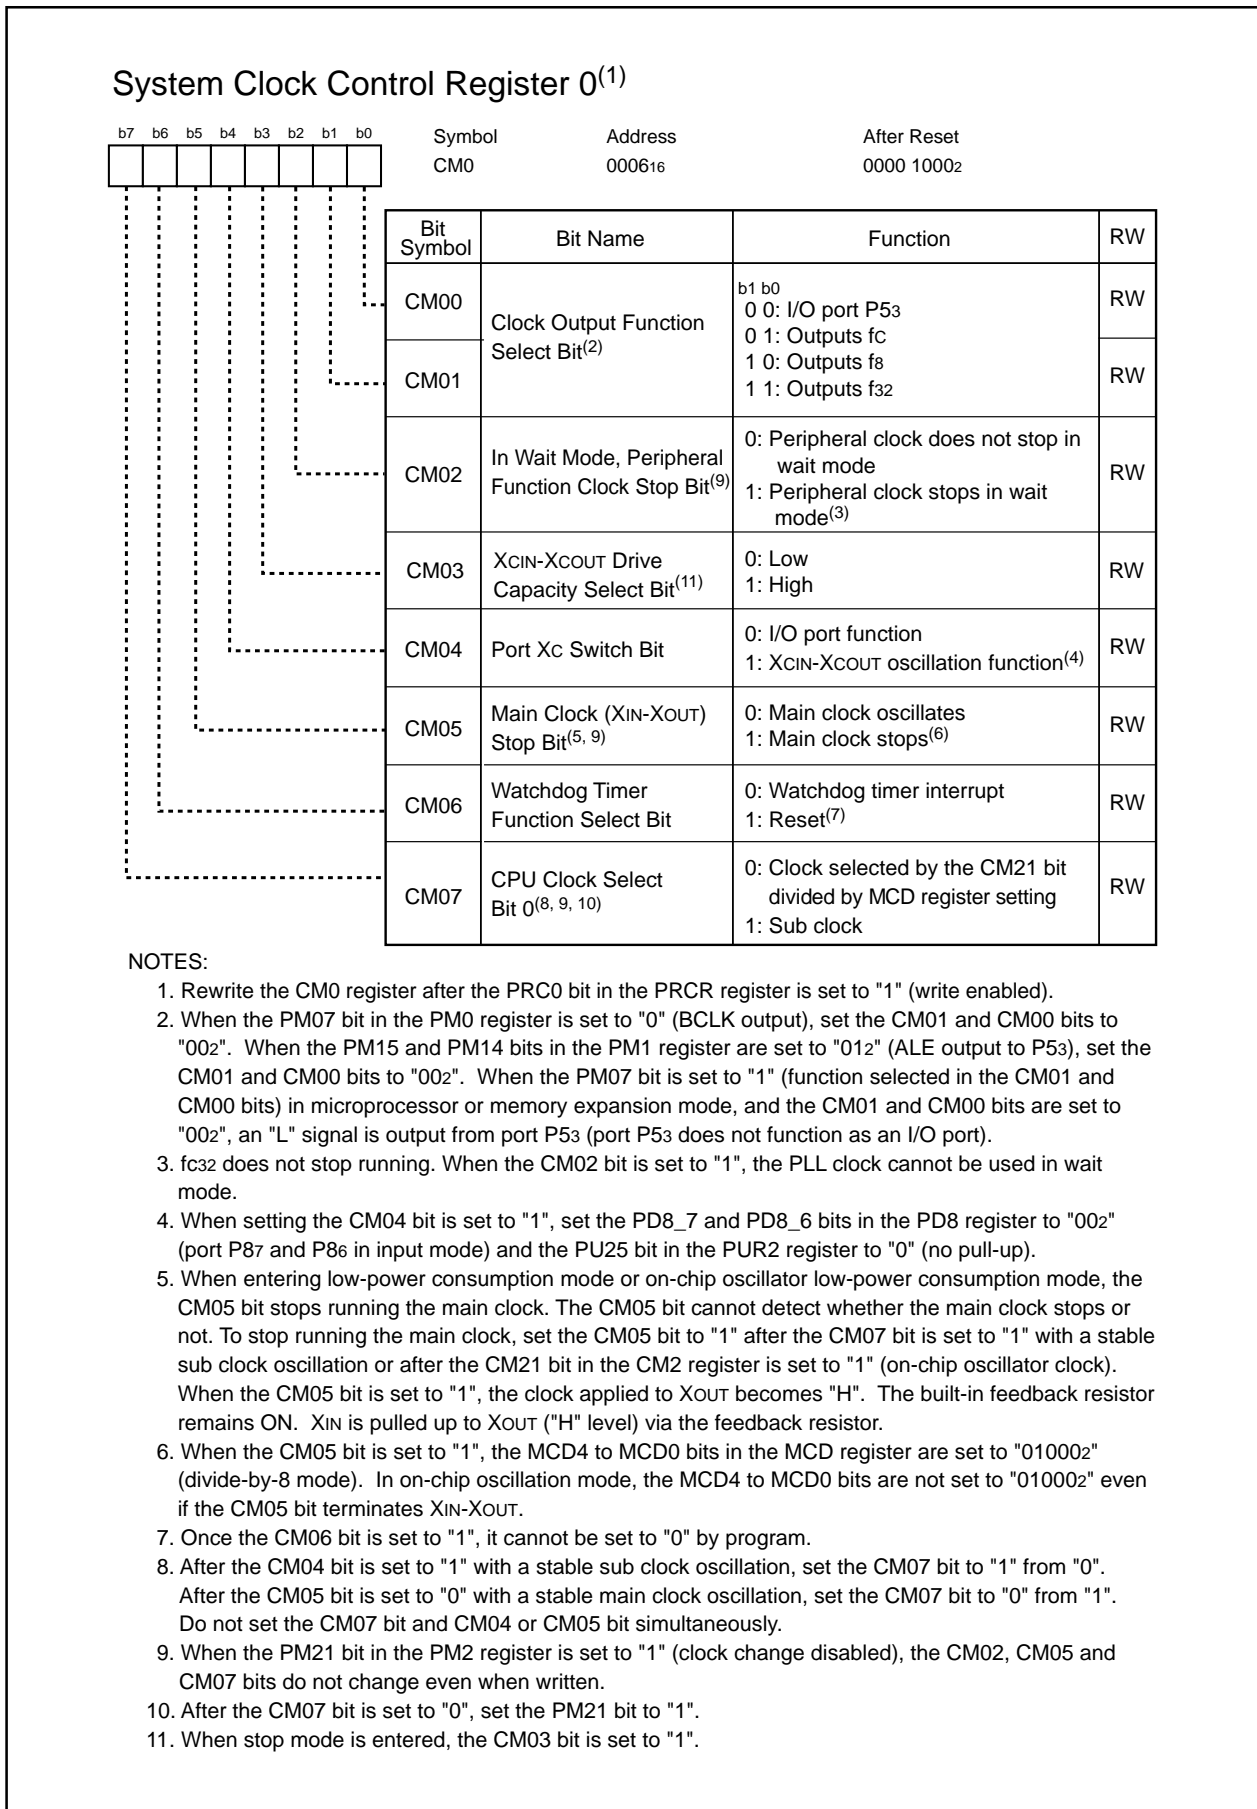 System Clock Control Register 0(1)
b7 b6 b5 b4 b3 b2 b1 b0
Symbol Address After Reset
CM0 000616 0000 10002
Bit Symbol Bit Name Function RW
CM00 Clock Output Function Select Bit(2) b1 b0 RW
0 0: I/O port P53
0 1: Outputs fC
CM01 1 0: Outputs f8 RW
1 1: Outputs f32
CM02 In Wait Mode, Peripheral Function Clock Stop Bit(9) 0: Peripheral clock does not stop in wait mode RW
1: Peripheral clock stops in wait mode(3)
CM03 XCIN-XCOUT Drive Capacity Select Bit(11) 0: Low RW
1: High
CM04 Port XC Switch Bit 0: I/O port function RW
1: XCIN-XCOUT oscillation function(4)
CM05 Main Clock (XIN-XOUT) Stop Bit(5, 9) 0: Main clock oscillates RW
1: Main clock stops(6)
CM06 Watchdog Timer Function Select Bit 0: Watchdog timer interrupt RW
1: Reset(7)
CM07 CPU Clock Select Bit 0(8, 9, 10) 0: Clock selected by the CM21 bit divided by MCD register setting RW
1: Sub clock
NOTES:
1. Rewrite the CM0 register after the PRC0 bit in the PRCR register is set to "1" (write enabled).
2. When the PM07 bit in the PM0 register is set to "0" (BCLK output), set the CM01 and CM00 bits to
"002". When the PM15 and PM14 bits in the PM1 register are set to "012" (ALE output to P53), set the
CM01 and CM00 bits to "002". When the PM07 bit is set to "1" (function selected in the CM01 and
CM00 bits) in microprocessor or memory expansion mode, and the CM01 and CM00 bits are set to
"002", an "L" signal is output from port P53 (port P53 does not function as an I/O port).
3. fc32 does not stop running. When the CM02 bit is set to "1", the PLL clock cannot be used in wait
mode.
4. When setting the CM04 bit is set to "1", set the PD8_7 and PD8_6 bits in the PD8 register to "002"
(port P87 and P86 in input mode) and the PU25 bit in the PUR2 register to "0" (no pull-up).
5. When entering low-power consumption mode or on-chip oscillator low-power consumption mode, the
CM05 bit stops running the main clock. The CM05 bit cannot detect whether the main clock stops or
not. To stop running the main clock, set the CM05 bit to "1" after the CM07 bit is set to "1" with a stable
sub clock oscillation or after the CM21 bit in the CM2 register is set to "1" (on-chip oscillator clock).
When the CM05 bit is set to "1", the clock applied to XOUT becomes "H". The built-in feedback resistor
remains ON. XIN is pulled up to XOUT ("H" level) via the feedback resistor.
6. When the CM05 bit is set to "1", the MCD4 to MCD0 bits in the MCD register are set to "010002"
(divide-by-8 mode). In on-chip oscillation mode, the MCD4 to MCD0 bits are not set to "010002" even
if the CM05 bit terminates XIN-XOUT.
7. Once the CM06 bit is set to "1", it cannot be set to "0" by program.
8. After the CM04 bit is set to "1" with a stable sub clock oscillation, set the CM07 bit to "1" from "0".
After the CM05 bit is set to "0" with a stable main clock oscillation, set the CM07 bit to "0" from "1".
Do not set the CM07 bit and CM04 or CM05 bit simultaneously.
9. When the PM21 bit in the PM2 register is set to "1" (clock change disabled), the CM02, CM05 and
CM07 bits do not change even when written.
10. After the CM07 bit is set to "0", set the PM21 bit to "1".
11. When stop mode is entered, the CM03 bit is set to "1".